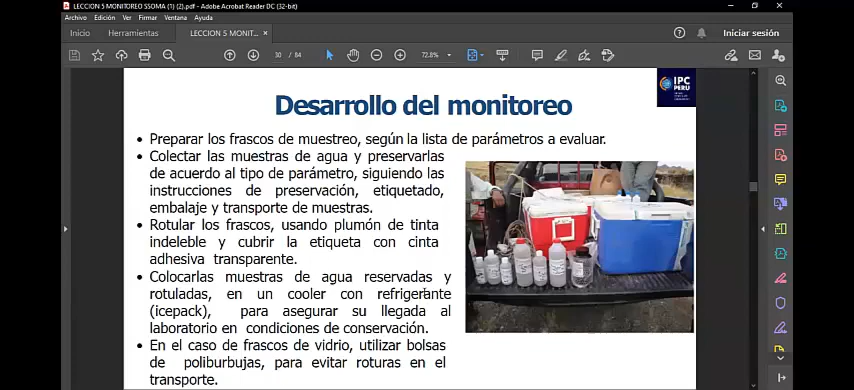 LECCION 5 MONITOREO SSOMA (1) (2).pdf - Adobe Acrobat Reader DC (32-bit)
Archivo Edición Ver Firmar Ventana Ayuda
Inicio Herramientas LECCION 5 MONIT... × Iniciar sesión
30 / 84 72.8%
IPC
PERU
Desarrollo del monitoreo
• Preparar los frascos de muestreo, según la lista de parámetros a evaluar.
• Colectar las muestras de agua y preservarlas
de acuerdo al tipo de parámetro, siguiendo las
instrucciones de preservación, etiquetado,
embalaje y transporte de muestras.
• Rotular los frascos, usando plumón de tinta
indeleble y cubrir la etiqueta con cinta
adhesiva transparente.
• Colocarlas muestras de agua reservadas y
rotuladas, en un cooler con refrigerante
(icepack), para asegurar su llegada al
laboratorio en condiciones de conservación.
• En el caso de frascos de vidrio, utilizar bolsas
de poliburbujas, para evitar roturas en el
transporte.